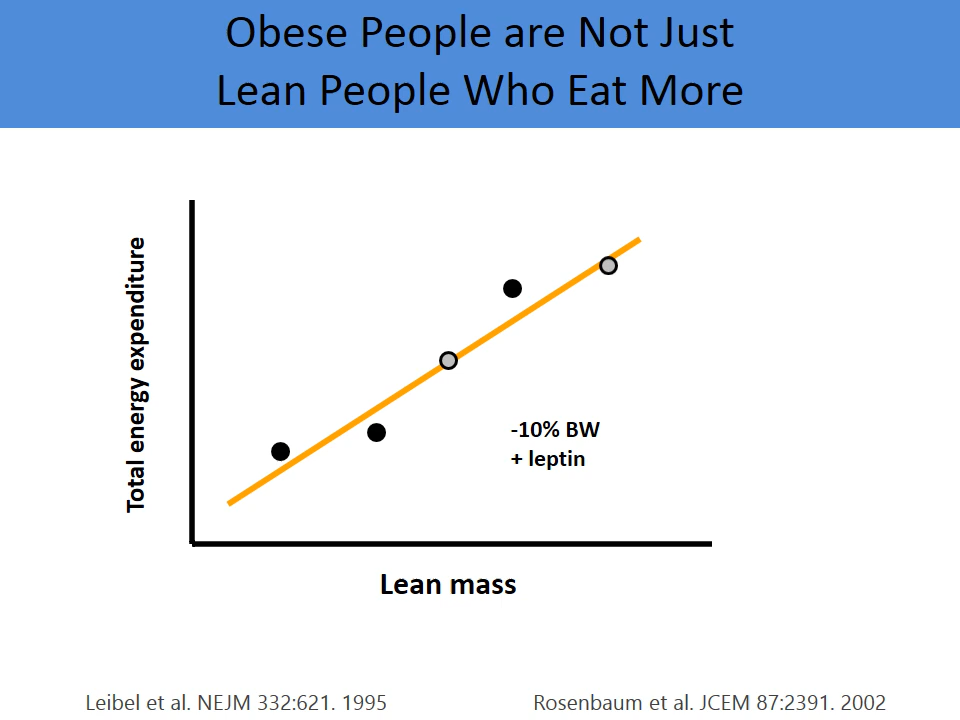 Obese People are Not Just
Lean People Who Eat More
Total energy expenditure
-10% BW
+ leptin
Lean mass
Leibel et al. NEJM 332:621. 1995
Rosenbaum et al. JCEM 87:2391. 2002